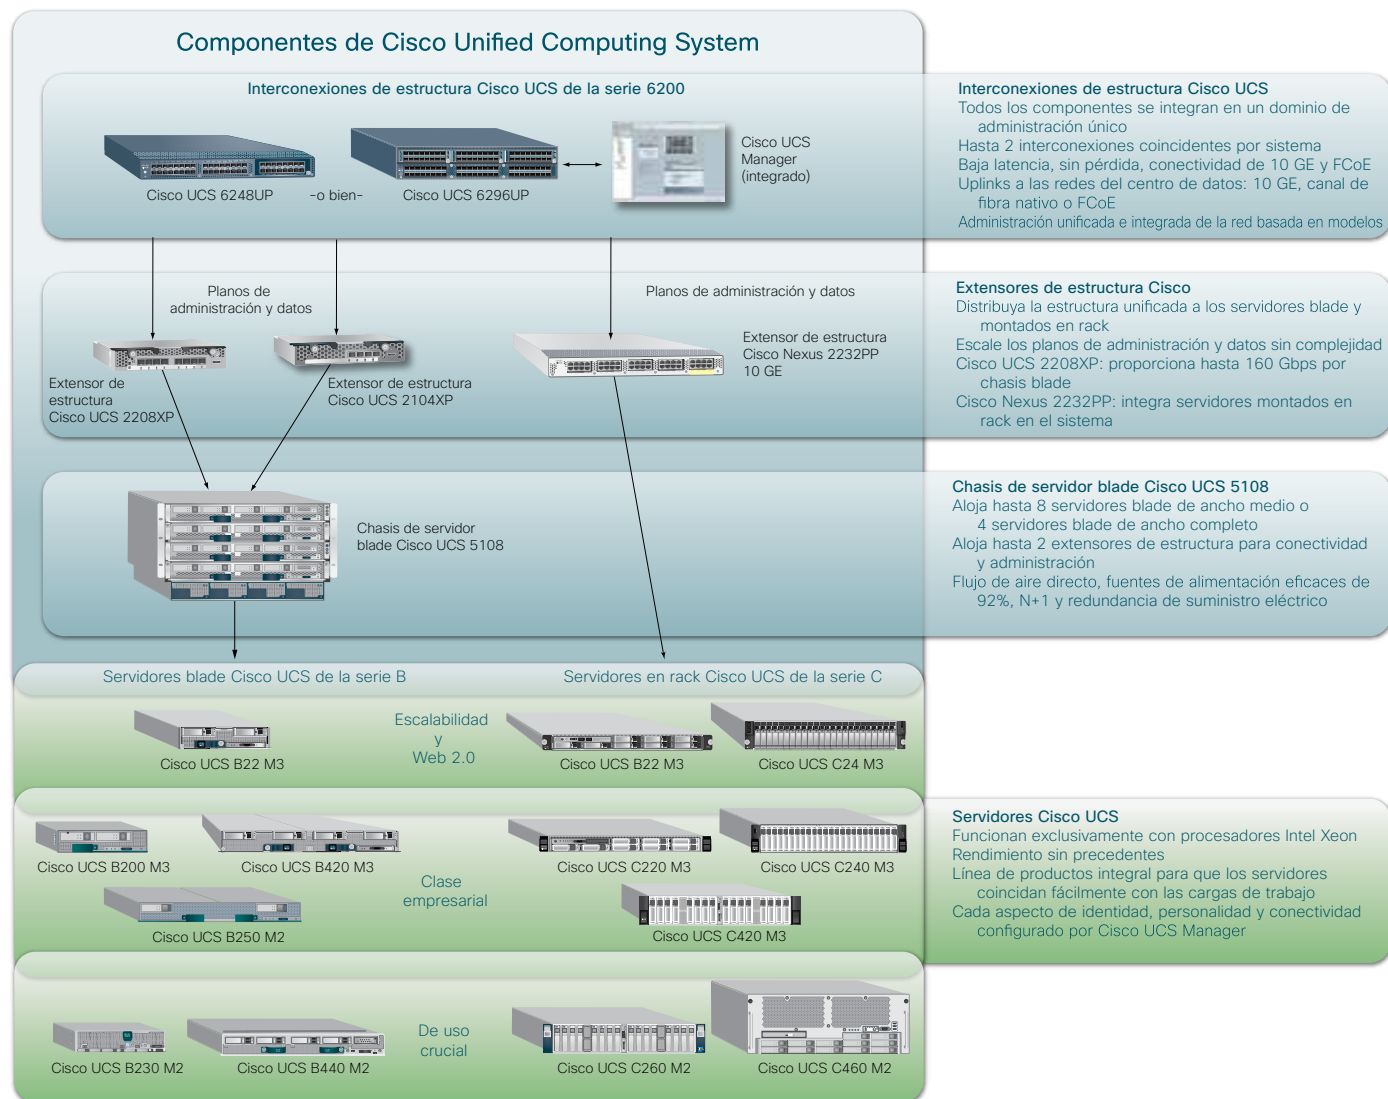 Componentes de Cisco Unified Computing System
Interconexiones de estructura Cisco UCS de la serie 6200
Cisco UCS 6248UP
-o bien-
Cisco UCS 6296UP
Cisco UCS
Manager
(integrado)
Interconexiones de estructura Cisco UCS
Todos los componentes se integran en un dominio de
administración único
Hasta 2 interconexiones coincidentes por sistema
Baja latencia, sin pérdida, conectividad de 10 GE y FCoE
Uplinks a las redes del centro de datos: 10 GE, canal de
fibra nativo o FCoE
Administración unificada e integrada de la red basada en modelos
Planos de
administración y datos
Planos de administración y datos
Extensor de
estructura
Cisco UCS 2208XP
Extensor de estructura
Cisco UCS 2104XP
Extensor de estructura
Cisco Nexus 2232PP
10 GE
Extensores de estructura Cisco
Distribuya la estructura unificada a los servidores blade y
montados en rack
Escale los planos de administración y datos sin complejidad
Cisco UCS 2208XP: proporciona hasta 160 Gbps por
chasis blade
Cisco Nexus 2232PP: integra servidores montados en
rack en el sistema
Chasis de servidor
blade Cisco UCS 5108
Chasis de servidor blade Cisco UCS 5108
Aloja hasta 8 servidores blade de ancho medio o
4 servidores blade de ancho completo
Aloja hasta 2 extensores de estructura para conectividad
y administración
Flujo de aire directo, fuentes de alimentación eficaces de
92%, N+1 y redundancia de suministro eléctrico
Servidores blade Cisco UCS de la serie B
Servidores en rack Cisco UCS de la serie C
Cisco UCS B22 M3
Escalabilidad
y
Web 2.0
Cisco UCS B22 M3
Cisco UCS C24 M3
Cisco UCS B200 M3
Cisco UCS B420 M3
Cisco UCS B250 M2
Clase
empresarial
Cisco UCS C220 M3
Cisco UCS C240 M3
Cisco UCS C420 M3
Servidores Cisco UCS
Funcionan exclusivamente con procesadores Intel Xeon
Rendimiento sin precedentes
Línea de productos integral para que los servidores
coincidan fácilmente con las cargas de trabajo
Cada aspecto de identidad, personalidad y conectividad
configurado por Cisco UCS Manager
Cisco UCS B230 M2
Cisco UCS B440 M2
De uso
crucial
Cisco UCS C260 M2
Cisco UCS C460 M2